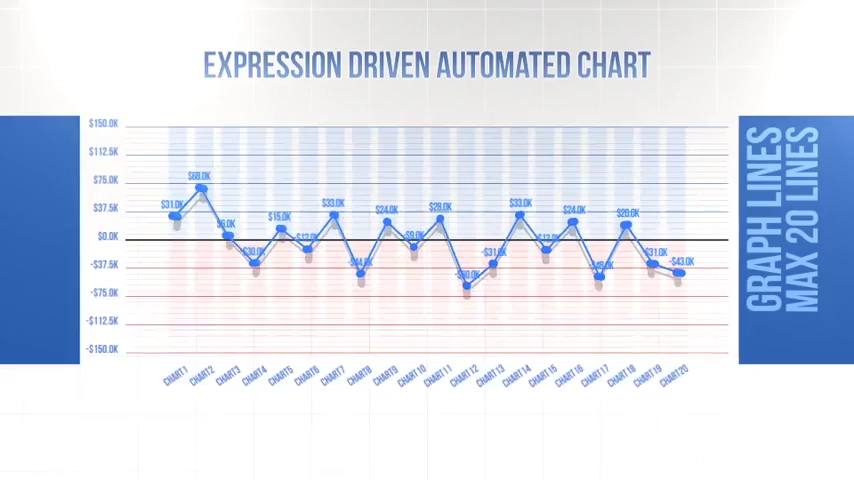 EXPRESSION DRIVEN AUTOMATED CHART
$150.0K
$112.5K
$75.0K
$37.5K
$0.0K
-$37.5K
-$75.0K
-$112.5K
-$150.0K
$31.0K
$68.0K
$6.0K
$15.0K
$33.0K
$24.0K
$28.0K
$33.0K
$24.0K
$20.0K
-$43.0K
CHART1
CHART2
CHART3
CHART4
CHART5
CHART6
CHART7
CHART8
CHART9
CHART10
CHART11
CHART12
CHART13
CHART14
CHART15
CHART16
CHART17
CHART18
CHART19
CHART20
GRAPH LINES
MAX 20 LINES